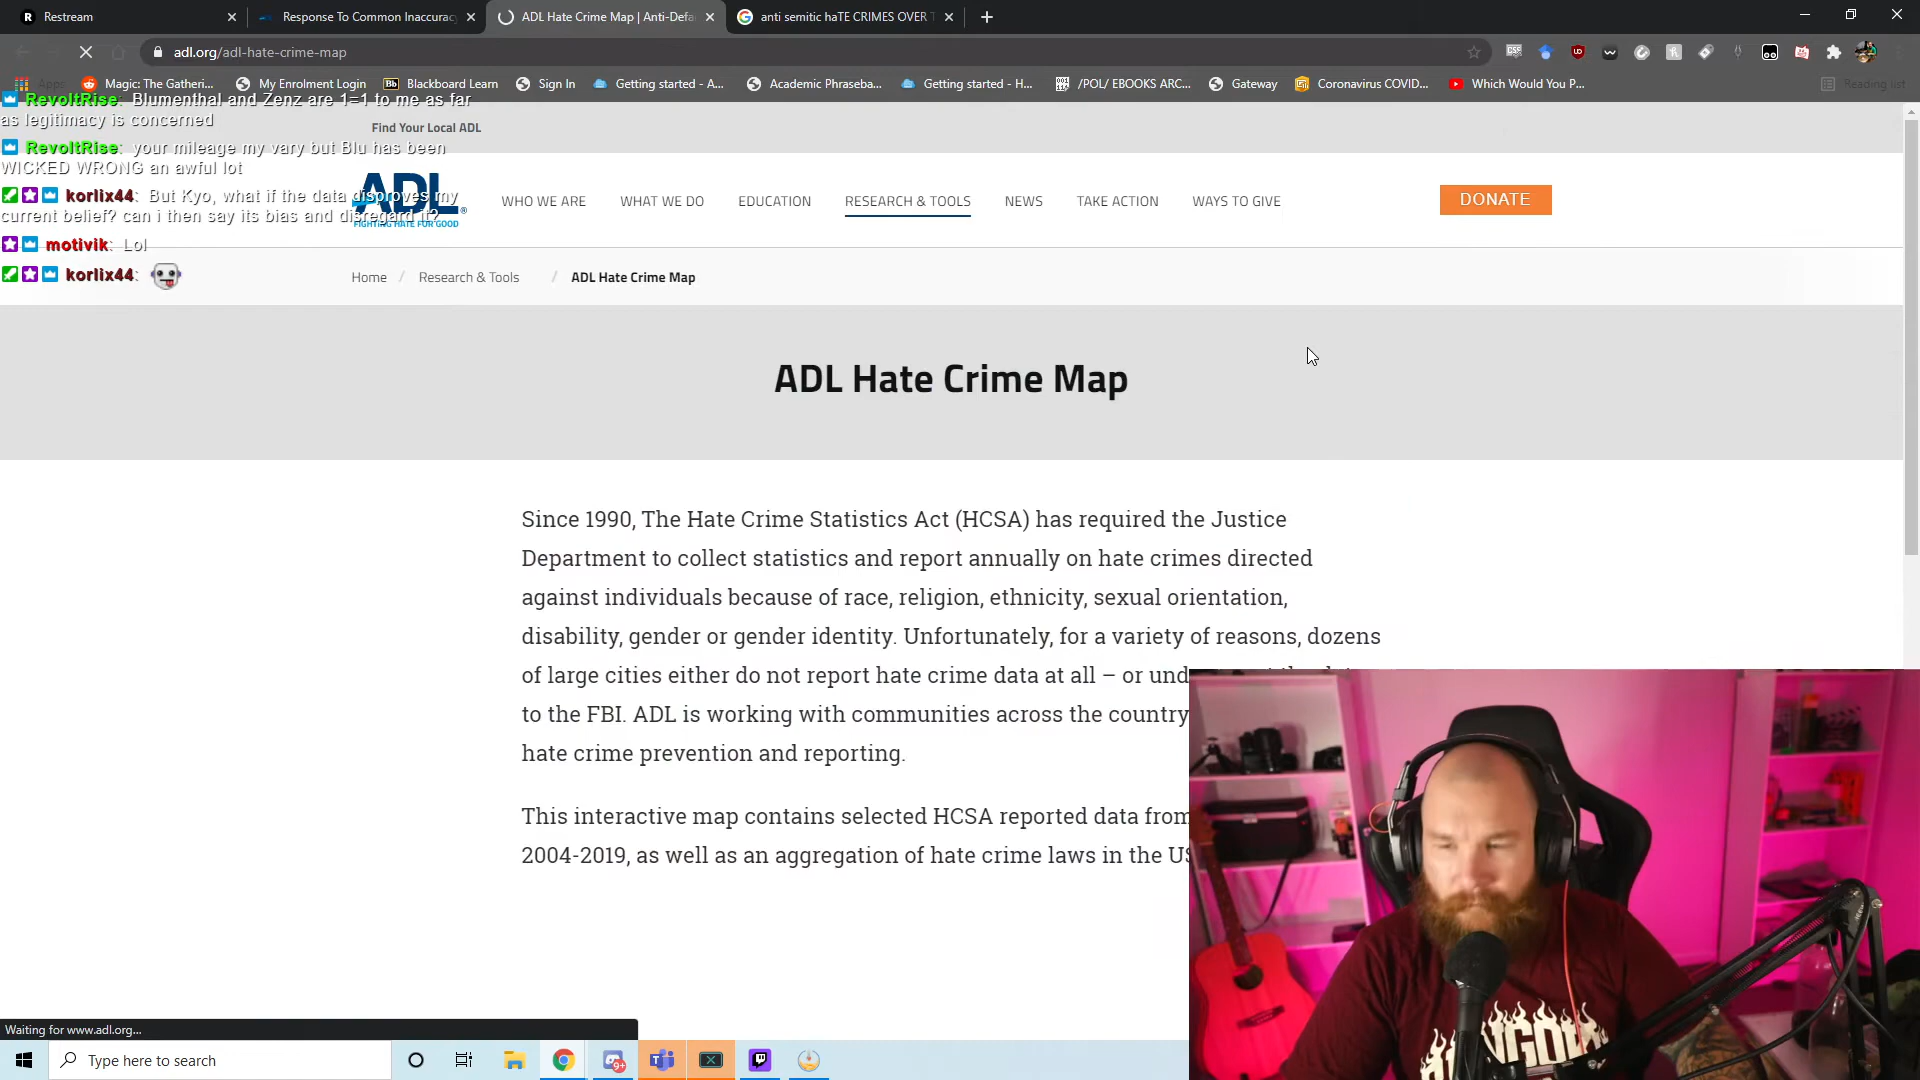 Restream
Response To Common Inaccuracy
ADL Hate Crime Map | Anti-Defa
anti semitic haTE CRIMES OVER T
adl.org/adl-hate-crime-map
Apps
Magic: The Gatheri...
My Enrolment Login
Bb
Blackboard Learn
Sign In
Getting started - A...
Academic Phraseba...
Getting started - H...
/POL/ EBOOKS ARC...
Gateway
Coronavirus COVID...
Which Would You P...
Reading list
RevoltRise: Blumenthal and Zenz are 1=1 to me as far
as legitimacy is concerned
RevoltRise: your mileage my vary but Blu has been
WICKED WRONG an awful lot
korlix44: But Kyo, what if the data disproves my
current belief? can i then say its bias and disregard it?
motivik: Lol
korlix44:
Find Your Local ADL
ADL
FIGHTING HATE FOR GOOD
WHO WE ARE
WHAT WE DO
EDUCATION
RESEARCH & TOOLS
NEWS
TAKE ACTION
WAYS TO GIVE
DONATE
Home / Research & Tools / ADL Hate Crime Map
ADL Hate Crime Map
Since 1990, The Hate Crime Statistics Act (HCSA) has required the Justice
Department to collect statistics and report annually on hate crimes directed
against individuals because of race, religion, ethnicity, sexual orientation,
disability, gender or gender identity. Unfortunately, for a variety of reasons, dozens
of large cities either do not report hate crime data at all – or und
to the FBI. ADL is working with communities across the country
hate crime prevention and reporting.
This interactive map contains selected HCSA reported data from
2004-2019, as well as an aggregation of hate crime laws in the US
Waiting for www.adl.org...
Type here to search